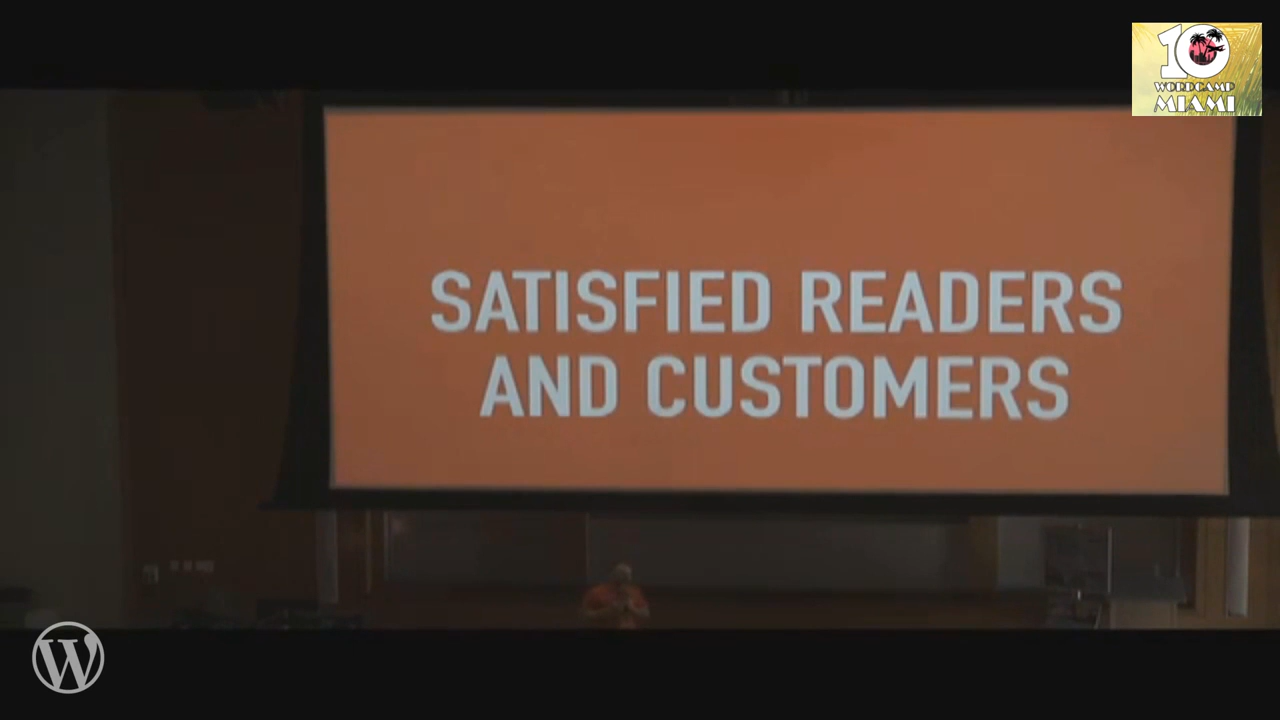 10
WORDCAMP
MIAMI
SATISFIED READERS
AND CUSTOMERS
W